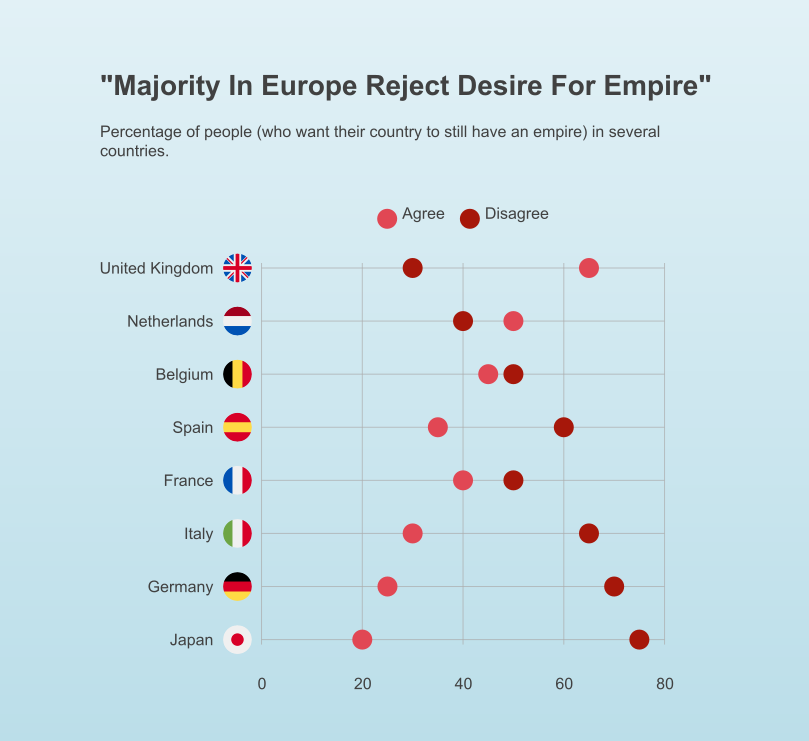 "Majority In Europe Reject Desire For Empire"
Percentage of people (who want their country to still have an empire) in several
countries.
Agree Disagree
United Kingdom
Netherlands
Belgium
Spain
France
Italy
Germany
Japan
0 20 40 60 80